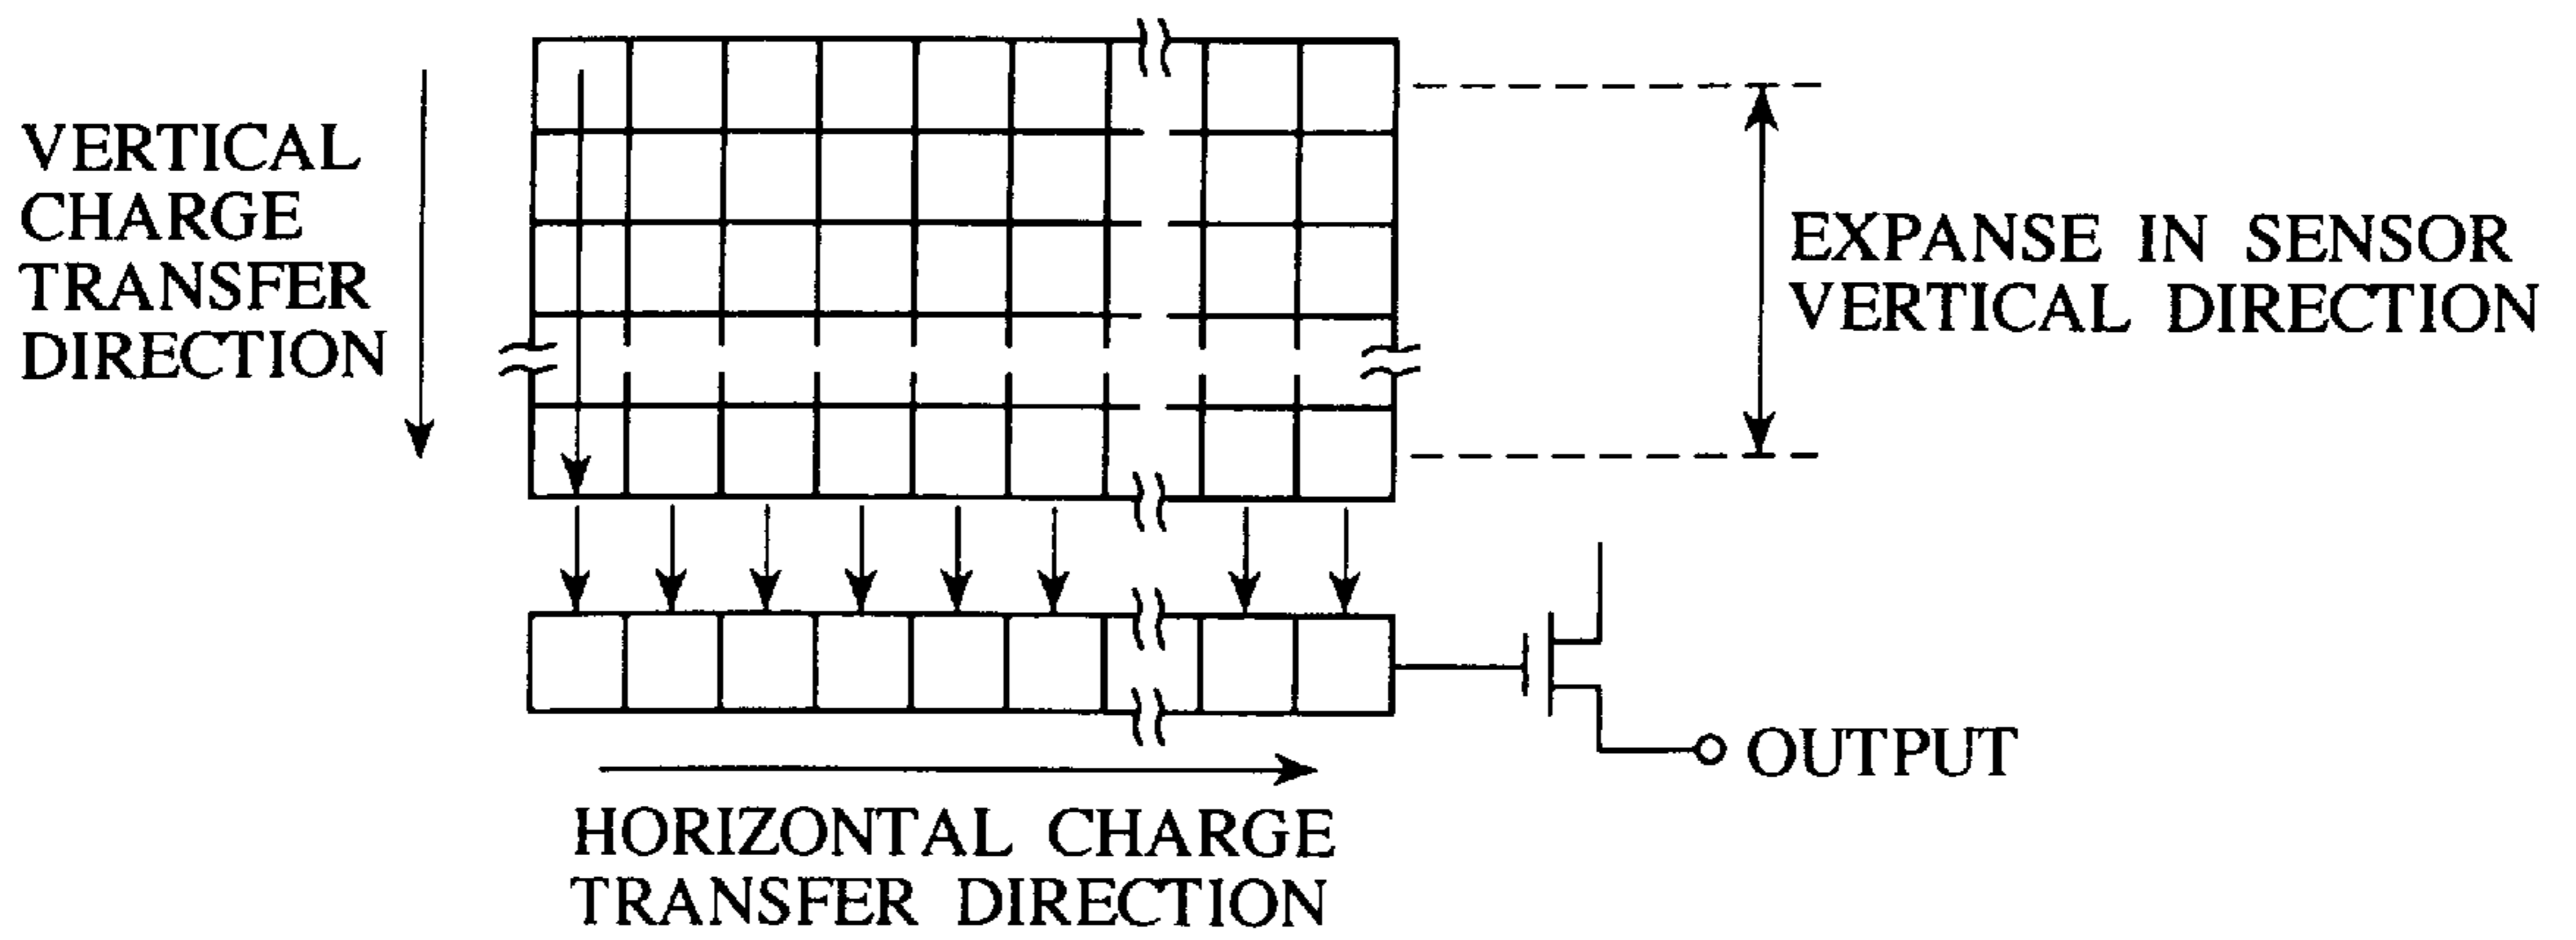 VERTICAL
CHARGE
TRANSFER
DIRECTION
EXPANSE IN SENSOR
VERTICAL DIRECTION
OUTPUT
HORIZONTAL CHARGE
TRANSFER DIRECTION